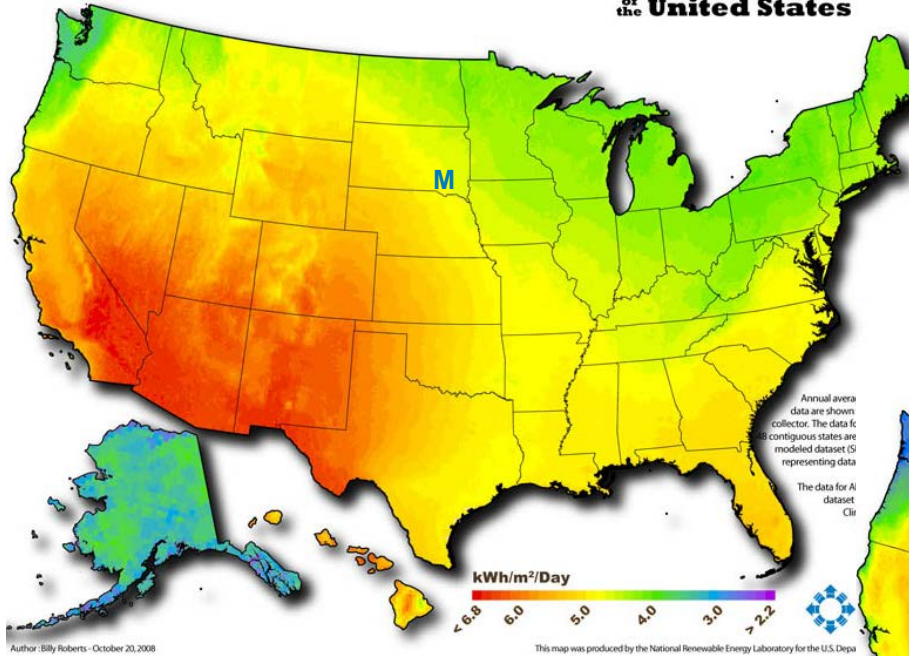 of
the United States
M
Annual avera
data are shown
collector. The data fo
48 contiguous states are
modeled dataset (S
representing data
The data for A
dataset
Cli
kWh/m²/Day
< 6.8
6.0
5.0
4.0
3.0
> 2.2
Author : Billy Roberts - October 20, 2008
This map was produced by the National Renewable Energy Laboratory for the U.S. Depa